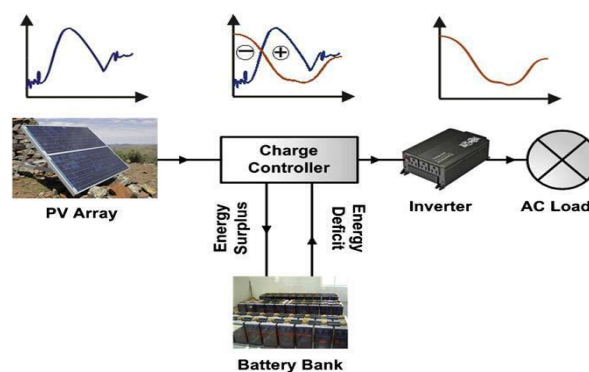 − +
Charge
Controller
PV Array
Inverter
AC Load
Energy
Surplus
Energy
Deficit
Battery Bank